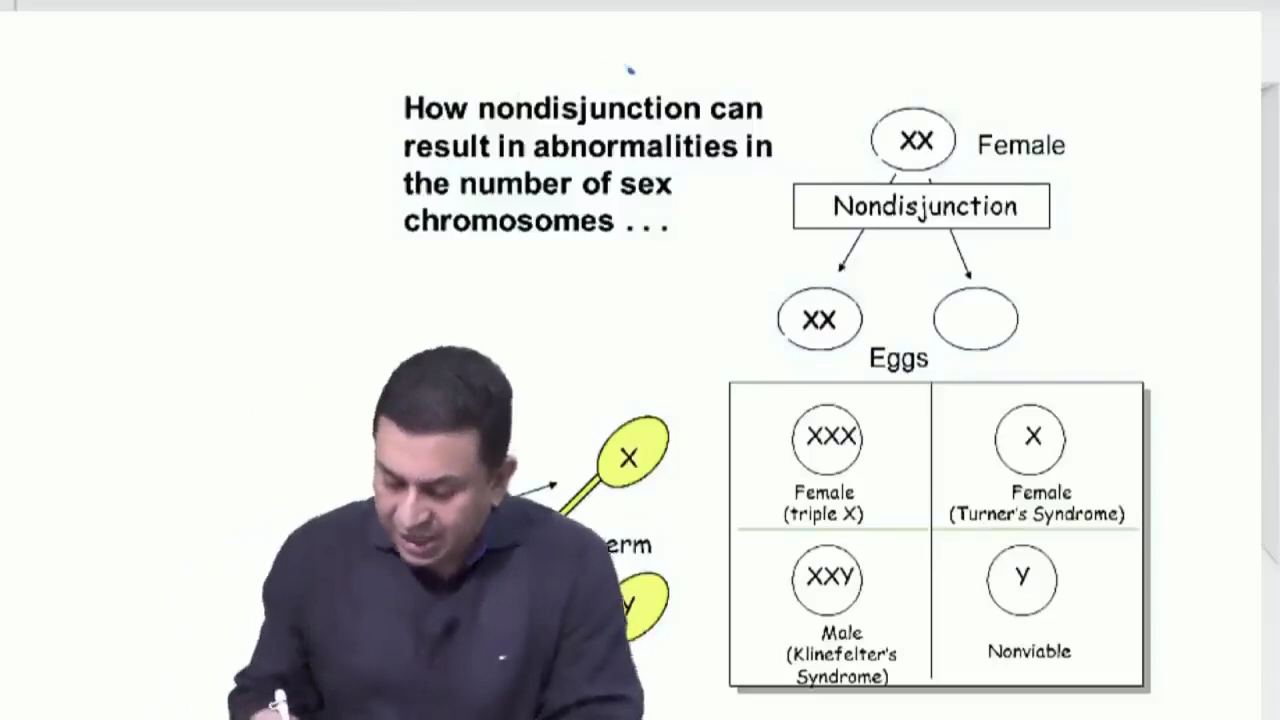 How nondisjunction can
result in abnormalities in
the number of sex
chromosomes . . .
XX
Female
Nondisjunction
XX
Eggs
X
erm
y
XXX
Female
(triple X)
X
Female
(Turner's Syndrome)
XXY
Male
(Klinefelter's
Syndrome)
Y
Nonviable